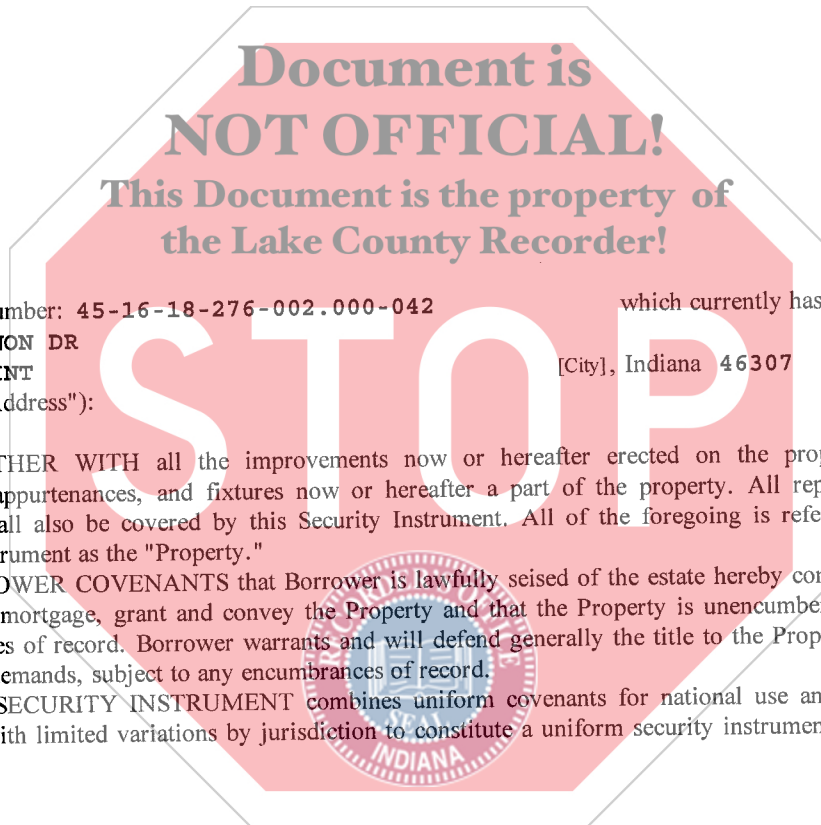 Document is
NOT OFFICIAL!
This Document is the property of
the Lake County Recorder!
umber: 45-16-18-276-002.000-042 which currently has
NON DR
INT [City], Indiana 46307
ddress"):
STOP
THER WITH all the improvements now or hereafter erected on the prop
appurtenances, and fixtures now or hereafter a part of the property. All rep
all also be covered by this Security Instrument. All of the foregoing is refe
rument as the "Property."
OWER COVENANTS that Borrower is lawfully seised of the estate hereby con
mortgage, grant and convey the Property and that the Property is unencumbe
es of record. Borrower warrants and will defend generally the title to the Prop
emands, subject to any encumbrances of record.
SECURITY INSTRUMENT combines uniform covenants for national use an
ith limited variations by jurisdiction to constitute a uniform security instrumen
RECORDER'S OFFICE
SEAL
INDIANA